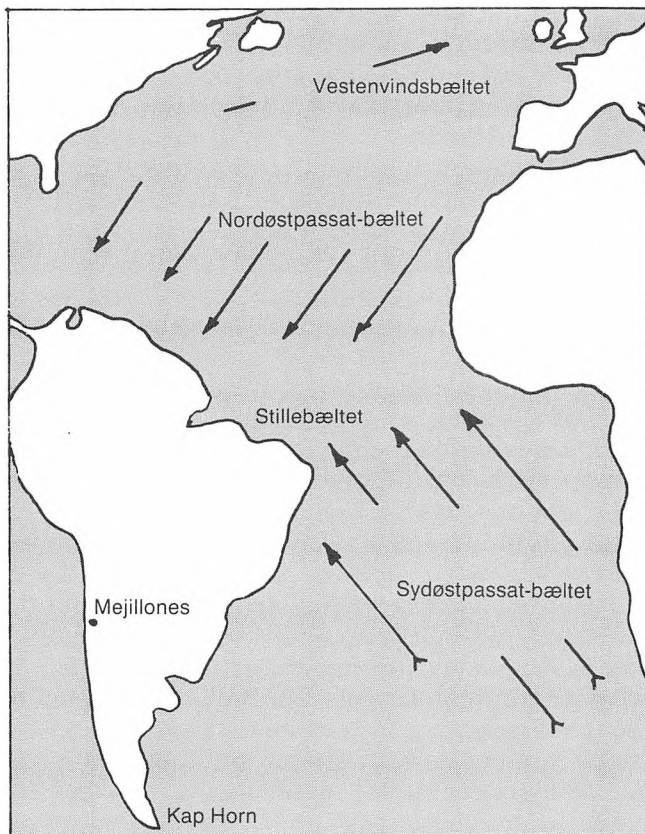 Vestenvindsbæltet
Nordøstpassat-bæltet
Stillebæltet
Sydøstpassat-bæltet
Mejillones
Kap Horn